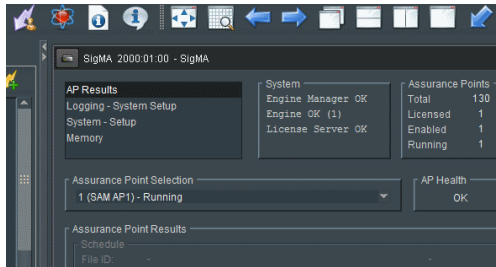 SigMA 2000:01:00 - SigMA
AP Results
Logging - System Setup
System - Setup
Memory
System
Engine Manager OK
Engine OK (1)
License Server OK
Assurance Points
Total 130
Licensed 1
Enabled 1
Running 1
Assurance Point Selection
1 (SAM AP1) - Running
AP Health
OK
Assurance Point Results
Schedule
File ID: - -